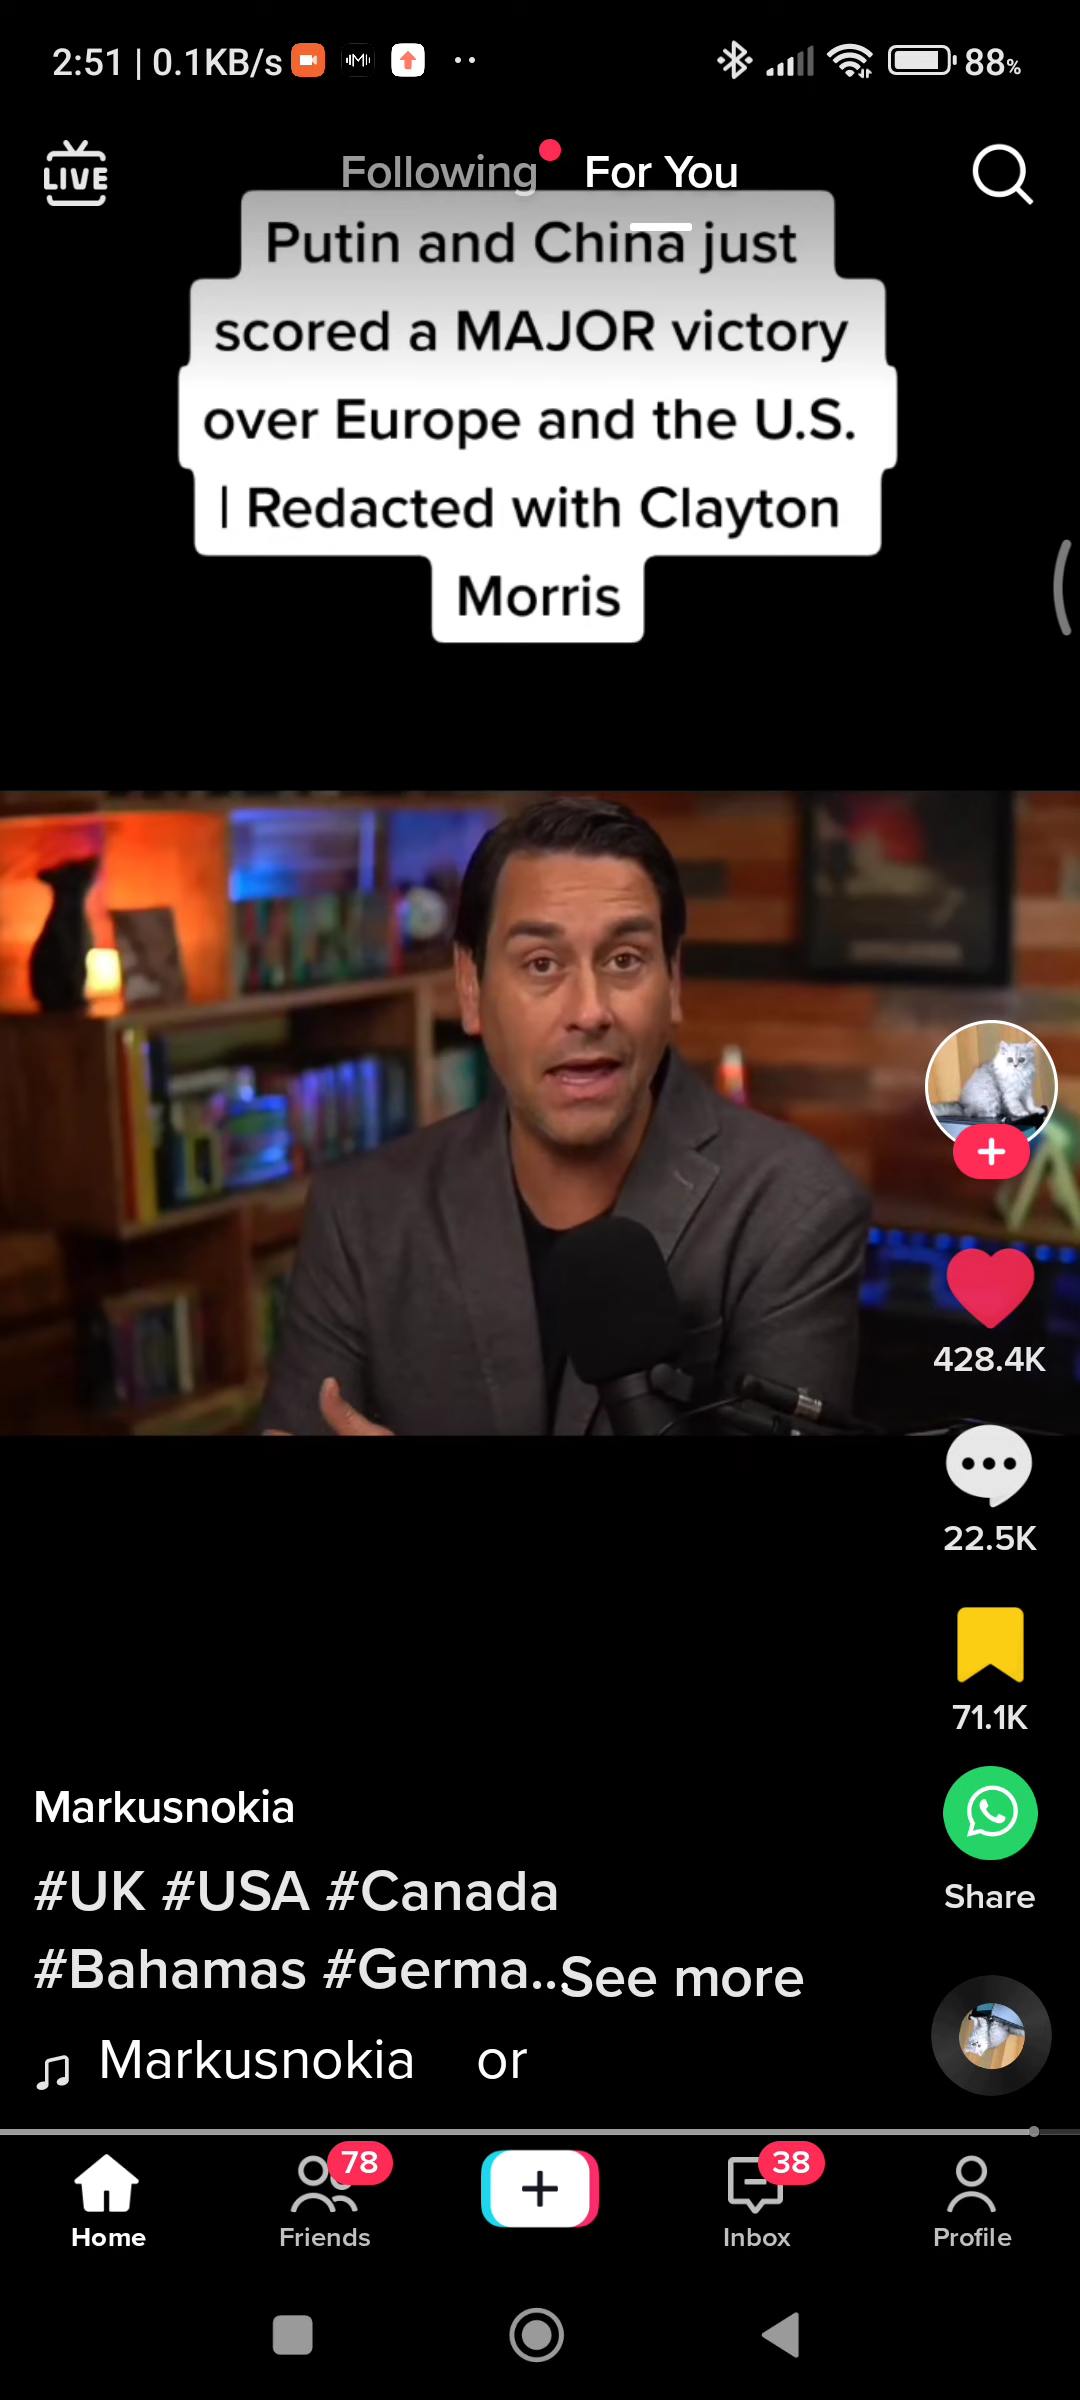 2:51 | 0.1KB/s
88%
LIVE
Following
For You
Putin and China just
scored a MAJOR victory
over Europe and the U.S.
| Redacted with Clayton
Morris
428.4K
22.5K
71.1K
Share
Markusnokia
#UK #USA #Canada
#Bahamas #Germa...See more
Markusnokia or
78
38
Home
Friends
Inbox
Profile